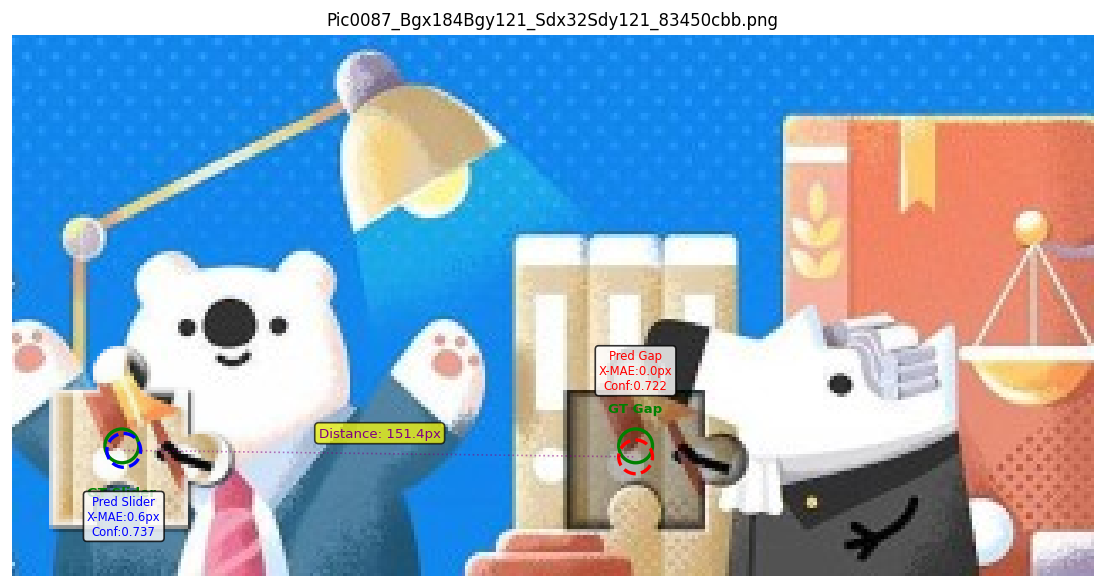 Pic0087_Bgx184Bgy121_Sdx32Sdy121_83450cbb.png
Pred Gap
X-MAE:0.0px
Conf:0.722
GT Gap
Distance: 151.4px
Pred Slider
X-MAE:0.6px
Conf:0.737